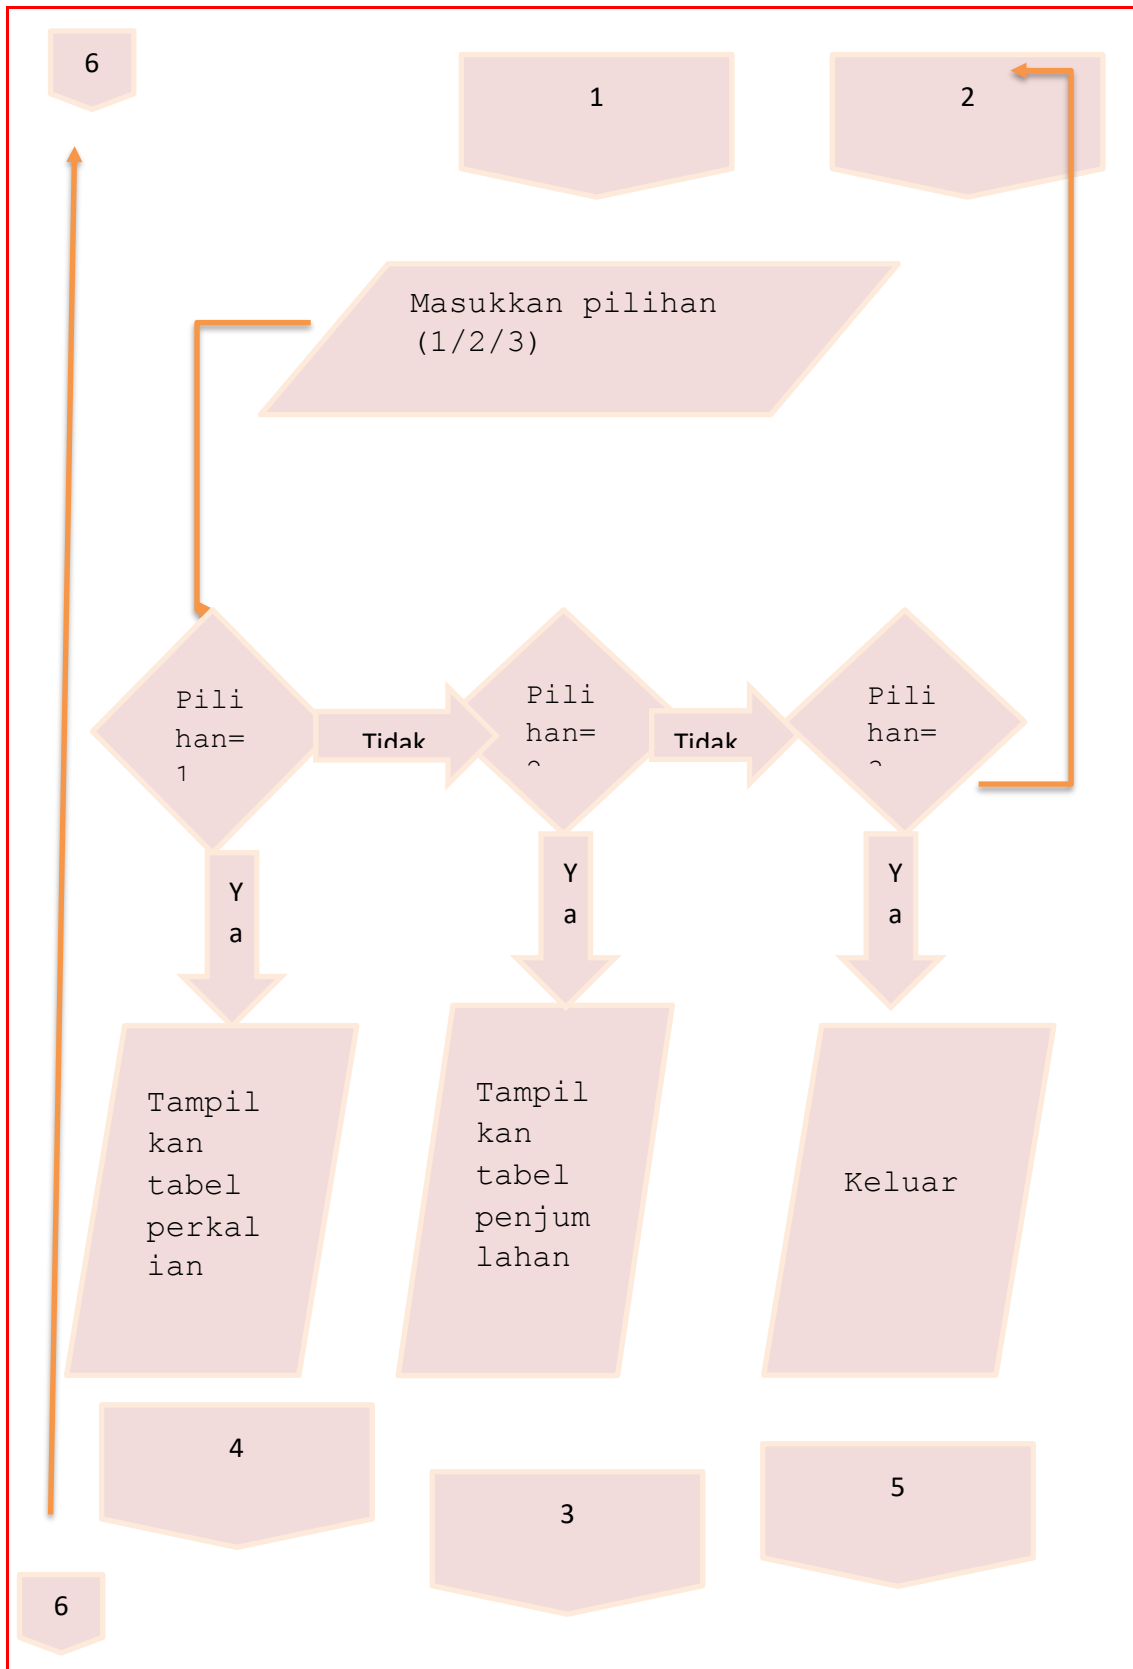 6
1
2
Masukkan pilihan
(1/2/3)
Pili
han=
1
Tidak
Pili
han=
Tidak
Pili
han=
Y
a
Y
a
Y
a
Tampil
kan
tabel
perkal
ian
Tampil
kan
tabel
penjum
lahan
Keluar
4
3
5
6